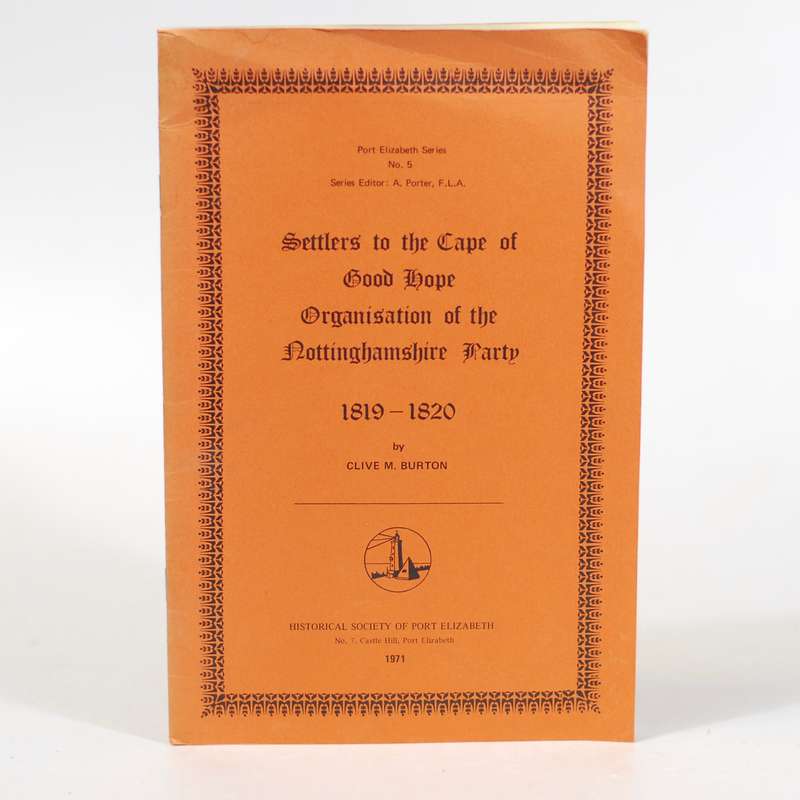 Port Elizabeth Series
No. 5
Series Editor: A. Porter, F.L.A.
Settlers to the Cape of
Good Hope
Organisation of the
Nottinghamshire Party
1819 – 1820
by
CLIVE M. BURTON
HISTORICAL SOCIETY OF PORT ELIZABETH
No. 7, Castle Hill, Port Elizabeth
1971